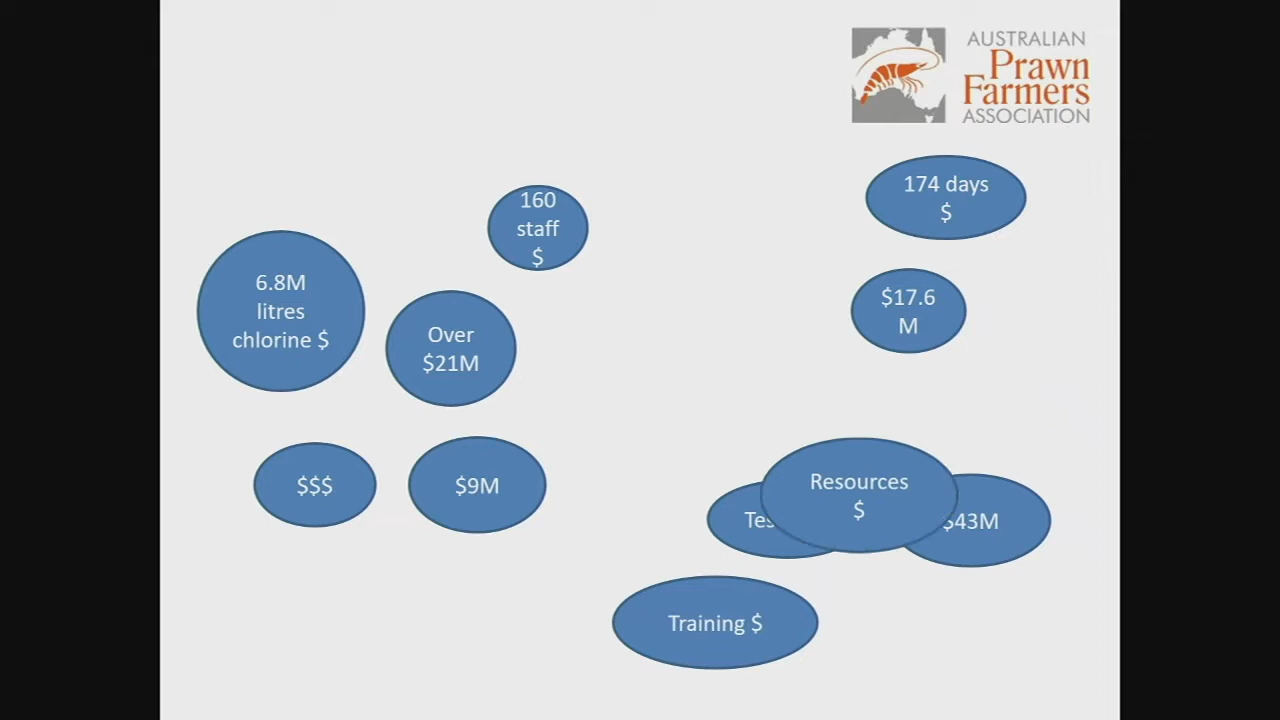 AUSTRALIAN
Prawn
Farmers
ASSOCIATION
174 days
$
160
staff
$
6.8M
litres
chlorine $
$17.6
M
Over
$21M
$$$
$9M
Resources
$
$43M
Training $